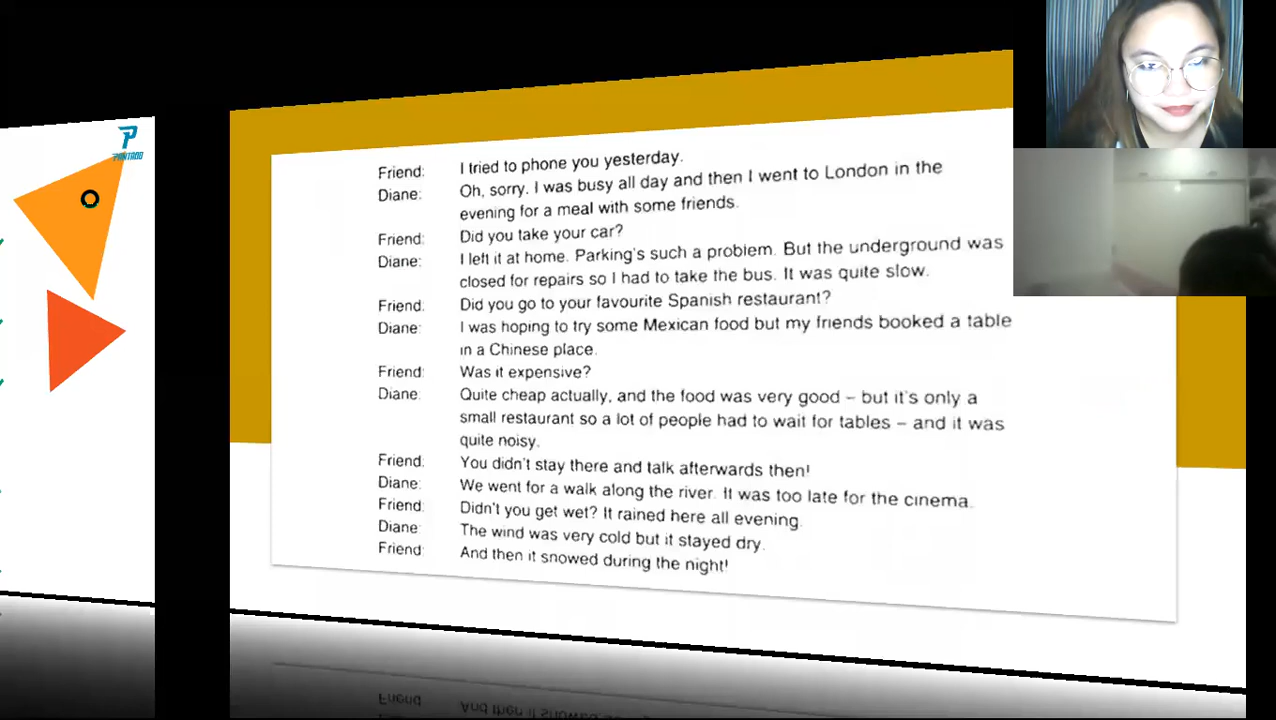 PANTADO
Friend: I tried to phone you yesterday.
Diane: Oh, sorry. I was busy all day and then I went to London in the
evening for a meal with some friends.
Friend: Did you take your car?
Diane: I left it at home. Parking's such a problem. But the underground was
closed for repairs so I had to take the bus. It was quite slow.
Friend: Did you go to your favourite Spanish restaurant?
Diane: I was hoping to try some Mexican food but my friends booked a table
in a Chinese place.
Friend: Was it expensive?
Diane: Quite cheap actually, and the food was very good – but it's only a
small restaurant so a lot of people had to wait for tables – and it was
quite noisy.
Friend: You didn't stay there and talk afterwards then!
Diane: We went for a walk along the river. It was too late for the cinema.
Friend: Didn't you get wet? It rained here all evening.
Diane: The wind was very cold but it stayed dry.
Friend: And then it snowed during the night!